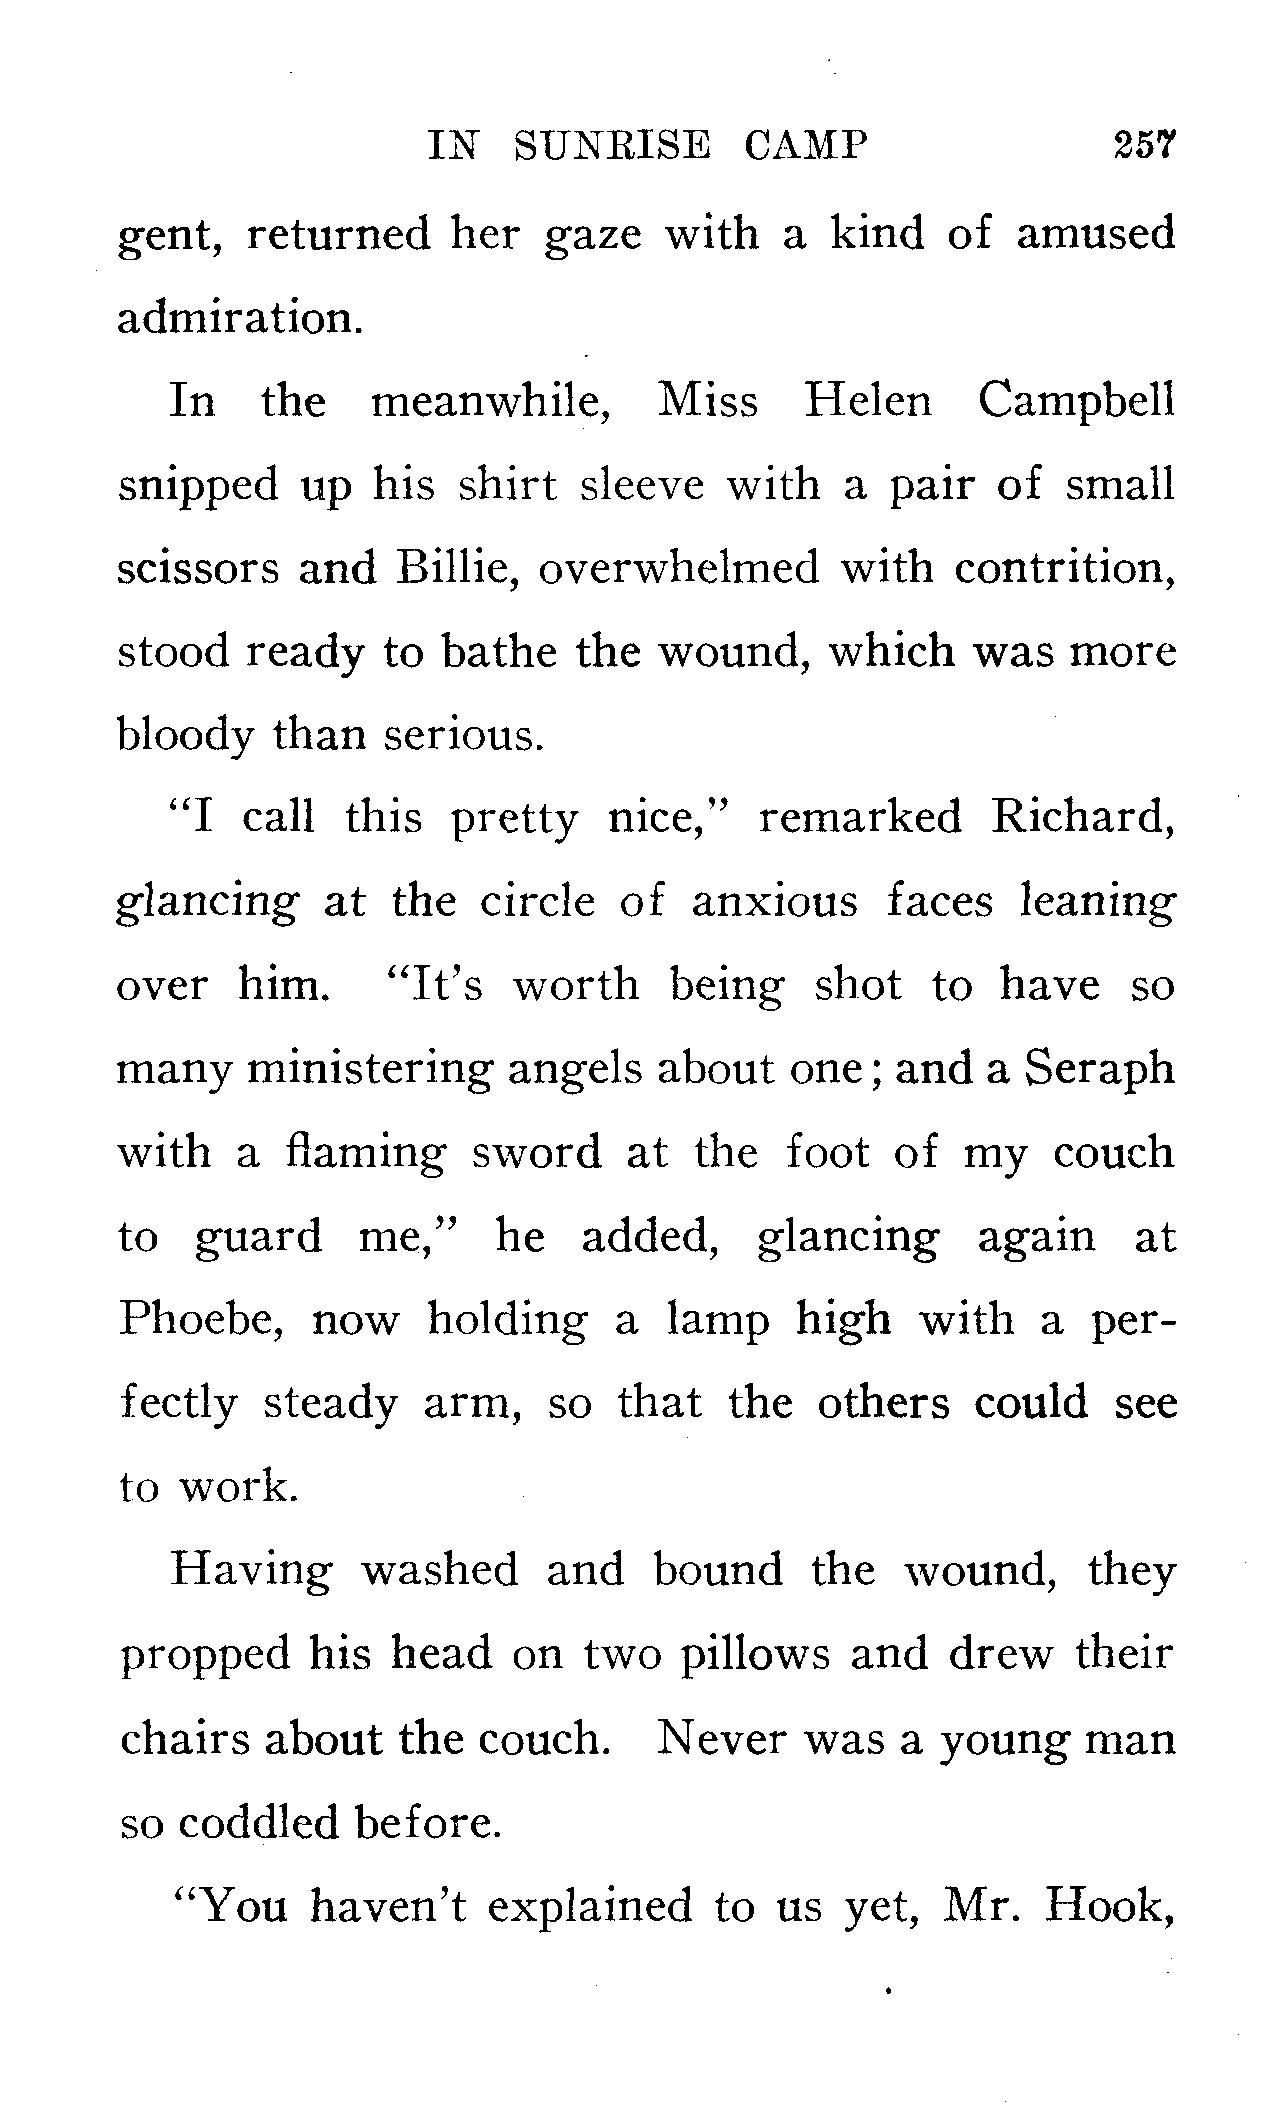 IN SUNRISE CAMP 257
gent, returned her gaze with a kind of amused
admiration.
In the meanwhile, Miss Helen Campbell
snipped up his shirt sleeve with a pair of small
scissors and Billie, overwhelmed with contrition,
stood ready to bathe the wound, which was more
bloody than serious.
“I call this pretty nice,” remarked Richard,
glancing at the circle of anxious faces leaning
over him. “It’s worth being shot to have so
many ministering angels about one; and a Seraph
with a flaming sword at the foot of my couch
to guard me,” he added, glancing again at
Phoebe, now holding a lamp high with a per-
fectly steady arm, so that the others could see
to work.
Having washed and bound the wound, they
propped his head on two pillows and drew their
chairs about the couch. Never was a young man
so coddled before.
“You haven’t explained to us yet, Mr. Hook,